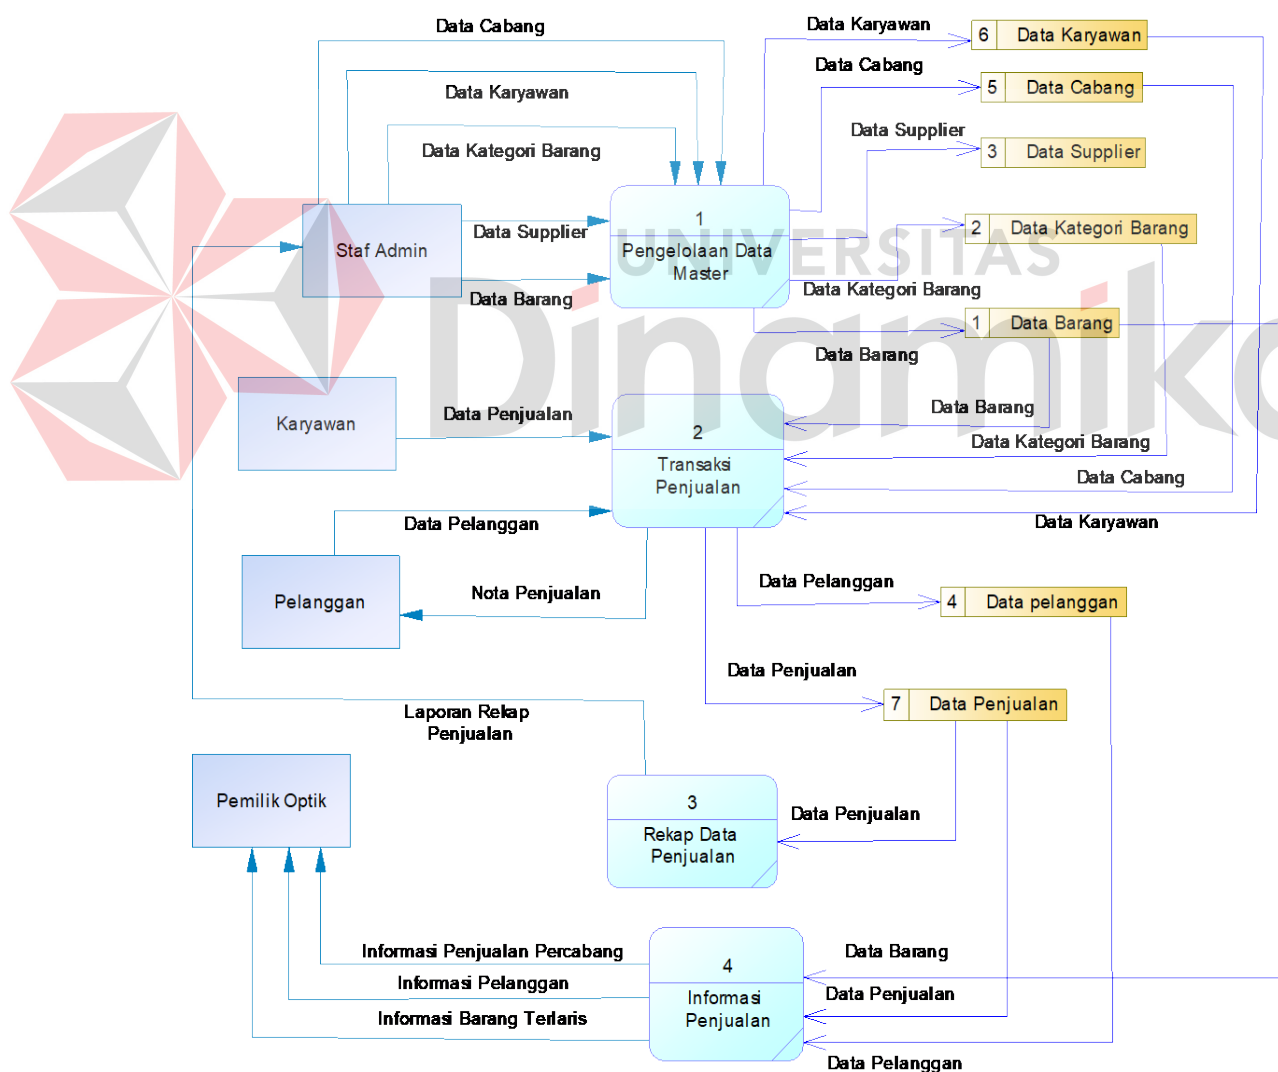 Data Cabang
Data Karyawan
6 Data Karyawan
Data Cabang
Data Karyawan
5 Data Cabang
Data Kategori Barang
Data Supplier
3 Data Supplier
1
Pengelolaan Data
Master
Staf Admin
Data Supplier
2 Data Kategori Barang
UNIVERSITAS
Data Barang
Data Kategori Barang
Dinamika
1 Data Barang
Data Barang
Karyawan
Data Penjualan
2
Transaksi
Penjualan
Data Barang
Data Kategori Barang
Data Cabang
Data Karyawan
Data Pelanggan
Pelanggan
Nota Penjualan
Data Pelanggan
4 Data pelanggan
Data Penjualan
7 Data Penjualan
Laporan Rekap
Penjualan
Pemilik Optik
3
Rekap Data
Penjualan
Data Penjualan
Informasi Penjualan Percabang
Informasi Pelanggan
Informasi Barang Terlaris
4
Informasi
Penjualan
Data Barang
Data Penjualan
Data Pelanggan